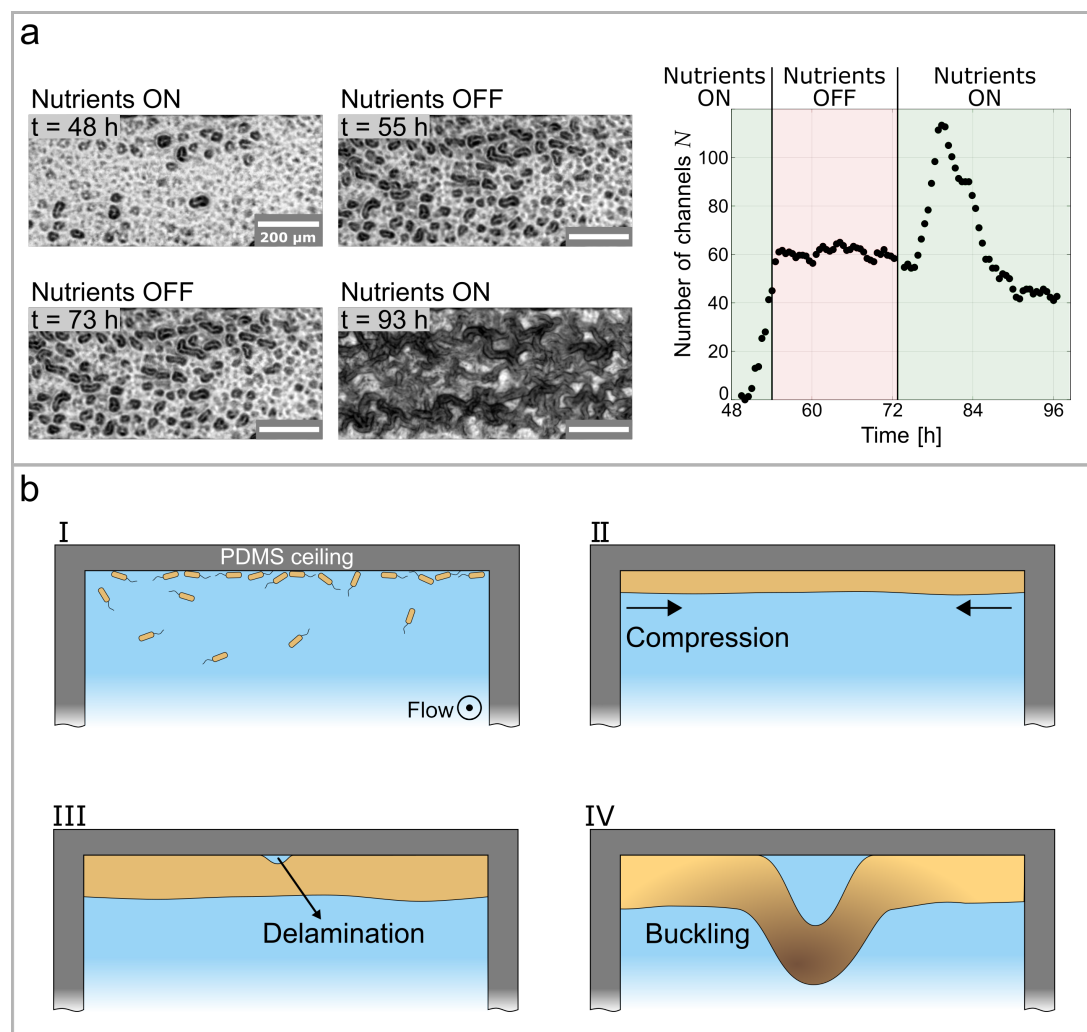 a
Nutrients ON
t = 48 h
200 µm
Nutrients OFF
t = 55 h
Nutrients OFF
t = 73 h
Nutrients ON
t = 93 h
Nutrients ON
Nutrients OFF
Nutrients ON
Number of channels N
100
80
60
40
20
0
48
60
72
84
96
Time [h]
b
I
PDMS ceiling
Flow
II
Compression
III
Delamination
IV
Buckling